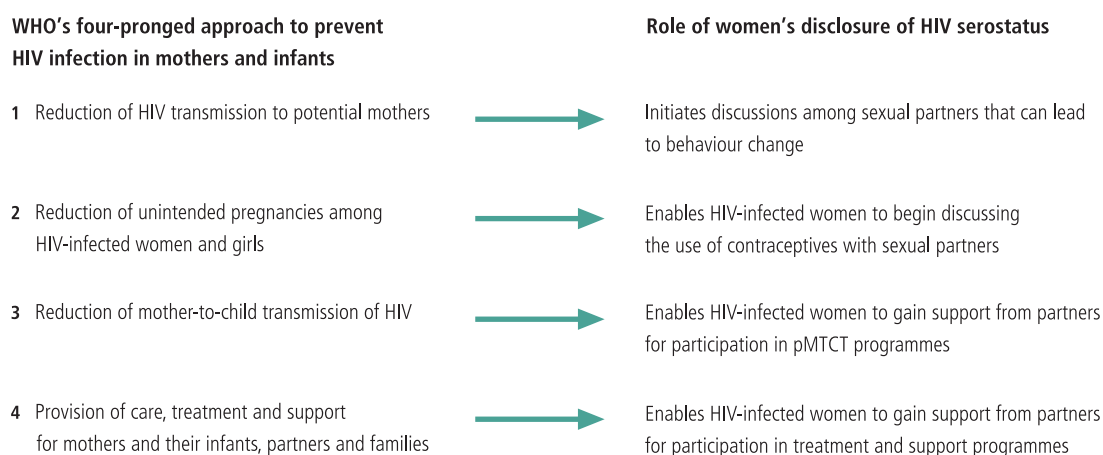 WHO's four-pronged approach to prevent
HIV infection in mothers and infants
Role of women's disclosure of HIV serostatus
1 Reduction of HIV transmission to potential mothers
Initiates discussions among sexual partners that can lead
to behaviour change
2 Reduction of unintended pregnancies among
HIV-infected women and girls
Enables HIV-infected women to begin discussing
the use of contraceptives with sexual partners
3 Reduction of mother-to-child transmission of HIV
Enables HIV-infected women to gain support from partners
for participation in pMTCT programmes
4 Provision of care, treatment and support
for mothers and their infants, partners and families
Enables HIV-infected women to gain support from partners
for participation in treatment and support programmes